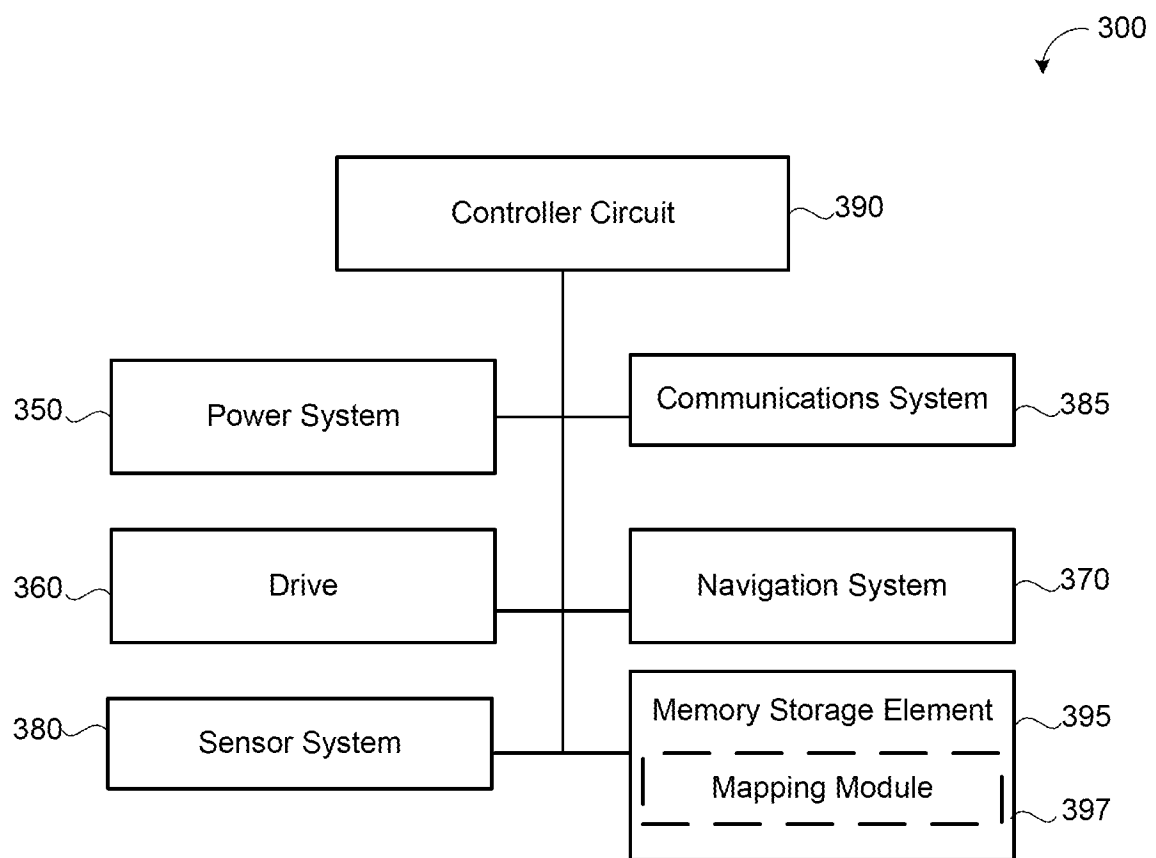 300
Controller Circuit
390
350
Power System
Communications System
385
360
Drive
Navigation System
370
380
Sensor System
Memory Storage Element
395
Mapping Module
397